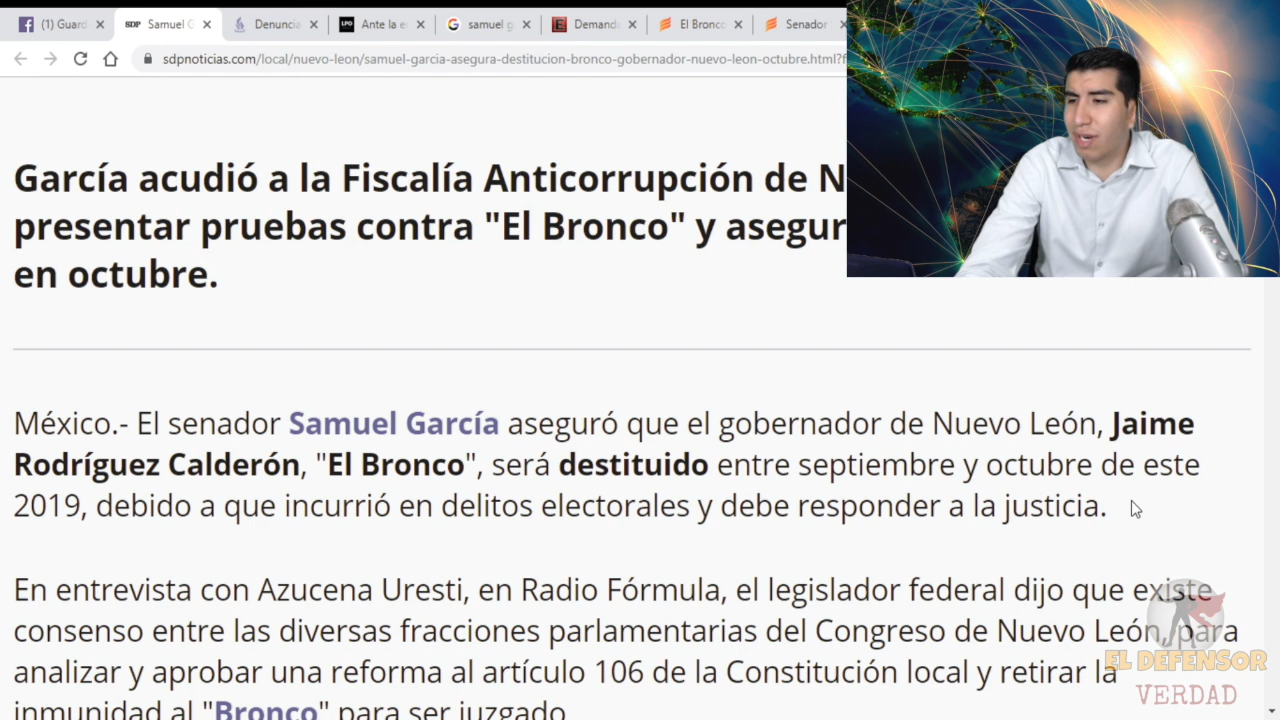 (1) Guard
SDP Samuel G
Denuncia
LPO Ante la e
samuel g
Demanda
El Bronco
Senador
sdpnoticias.com/local/nuevo-leon/samuel-garcia-asegura-destitucion-bronco-gobernador-nuevo-leon-octubre.html?f
García acudió a la Fiscalía Anticorrupción de N
presentar pruebas contra "El Bronco" y asegur
en octubre.
México.- El senador Samuel García aseguró que el gobernador de Nuevo León, Jaime
Rodríguez Calderón, "El Bronco", será destituido entre septiembre y octubre de este
2019, debido a que incurrió en delitos electorales y debe responder a la justicia.
En entrevista con Azucena Uresti, en Radio Fórmula, el legislador federal dijo que existe
consenso entre las diversas fracciones parlamentarias del Congreso de Nuevo León, para
analizar y aprobar una reforma al artículo 106 de la Constitución local y retirar la
inmunidad al "Bronco" para ser juzgado
EL DEFENSOR
VERDAD